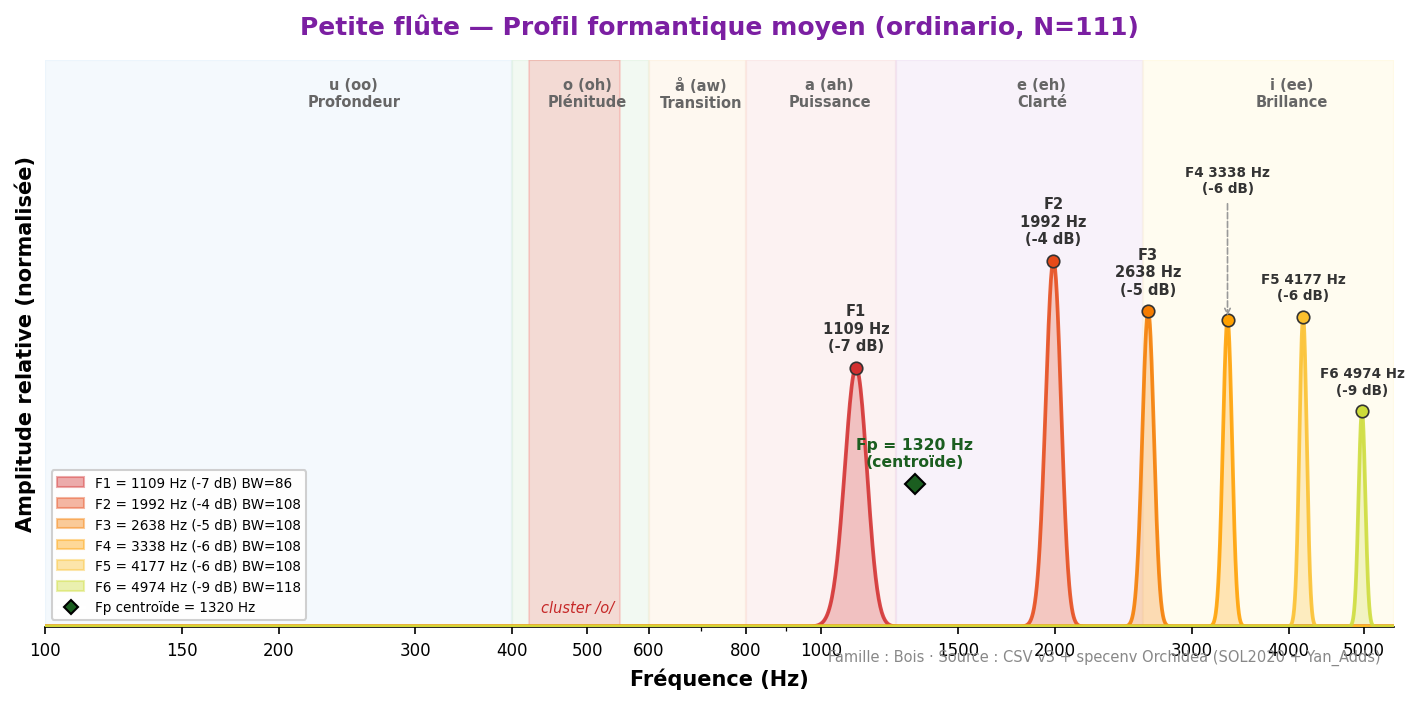 Petite flûte — Profil formantique moyen (ordinario, N=111)
u (oo)
Profondeur
o (oh)
Plénitude
å (aw)
Transition
a (ah)
Puissance
e (eh)
Clarté
i (ee)
Brillance
F4 3338 Hz
(-6 dB)
F2
1992 Hz
(-4 dB)
F3
2638 Hz
(-5 dB)
F5 4177 Hz
(-6 dB)
F1
1109 Hz
(-7 dB)
F6 4974 Hz
(-9 dB)
Fp = 1320 Hz
(centroïde)
Amplitude relative (normalisée)
F1 = 1109 Hz (-7 dB) BW=86
F2 = 1992 Hz (-4 dB) BW=108
F3 = 2638 Hz (-5 dB) BW=108
F4 = 3338 Hz (-6 dB) BW=108
F5 = 4177 Hz (-6 dB) BW=108
F6 = 4974 Hz (-9 dB) BW=118
Fp centroïde = 1320 Hz
cluster /o/
100 150 200 300 400 500 600 800 1000 1500 2000 3000 4000 5000
Famille : Bois · Source : CSV v3 + specenv Orchidea (SOL2020 + Yan_Adds)
Fréquence (Hz)